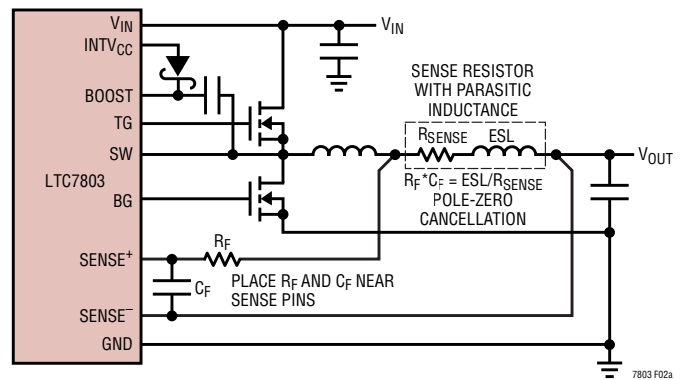 VIN
VIN
INTVCC
BOOST
TG
SW
LTC7803
BG
SENSE+
SENSE−
GND
SENSE RESISTOR
WITH PARASITIC
INDUCTANCE
RSENSE
ESL
VOUT
RF*CF = ESL/RSENSE
POLE-ZERO
CANCELLATION
RF
CF
PLACE RF AND CF NEAR
SENSE PINS
7803 F02a